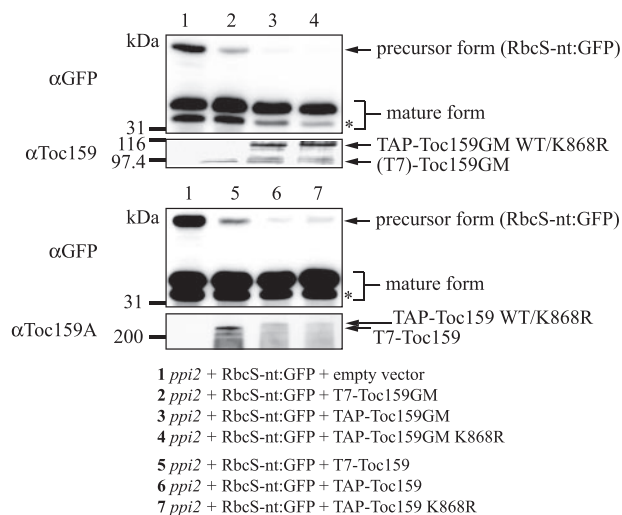 1 2 3 4
kDa
precursor form (RbcS-nt:GFP)
αGFP
mature form
*
31
116
αToc159
TAP-Toc159GM WT/K868R
97.4
(T7)-Toc159GM
1 5 6 7
kDa
precursor form (RbcS-nt:GFP)
αGFP
mature form
*
31
αToc159A
TAP-Toc159 WT/K868R
200
T7-Toc159
1 ppi2 + RbcS-nt:GFP + empty vector
2 ppi2 + RbcS-nt:GFP + T7-Toc159GM
3 ppi2 + RbcS-nt:GFP + TAP-Toc159GM
4 ppi2 + RbcS-nt:GFP + TAP-Toc159GM K868R
5 ppi2 + RbcS-nt:GFP + T7-Toc159
6 ppi2 + RbcS-nt:GFP + TAP-Toc159
7 ppi2 + RbcS-nt:GFP + TAP-Toc159 K868R